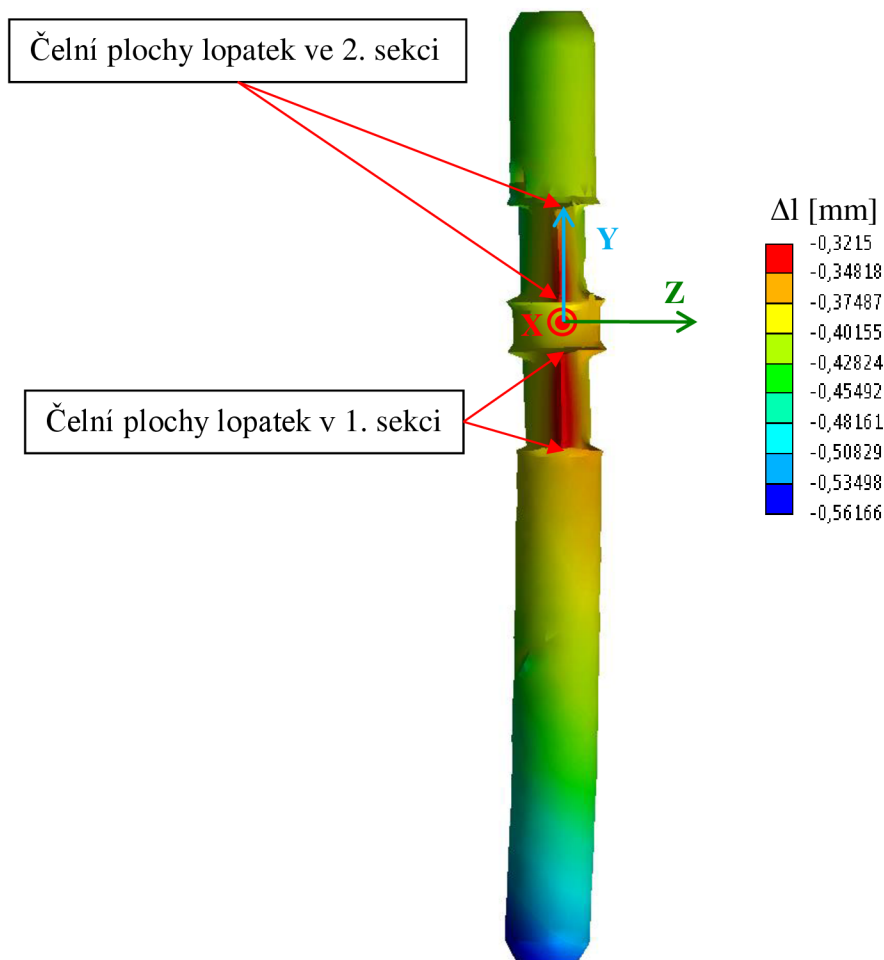 Čelní plochy lopatek ve 2. sekci
Δl [mm]
-0,3215
-0,34818
-0,37487
-0,40155
-0,42824
-0,45492
-0,48161
-0,50829
-0,53498
-0,56166
Y
Z
X
Čelní plochy lopatek v 1. sekci